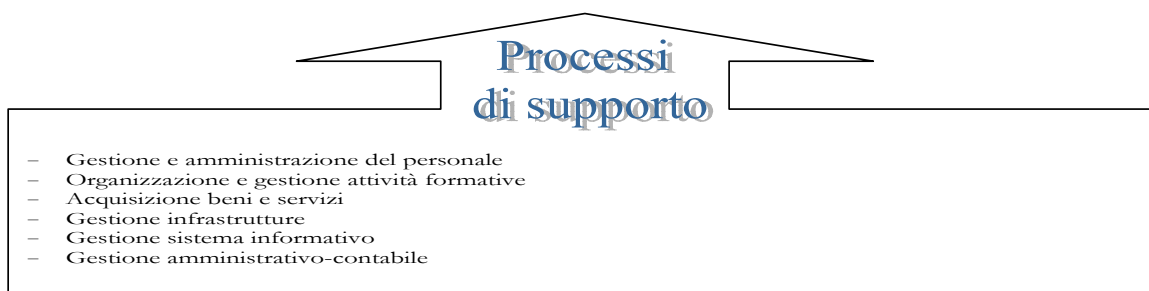 Processi
di supporto
– Gestione e amministrazione del personale
– Organizzazione e gestione attività formative
– Acquisizione beni e servizi
– Gestione infrastrutture
– Gestione sistema informativo
– Gestione amministrativo-contabile